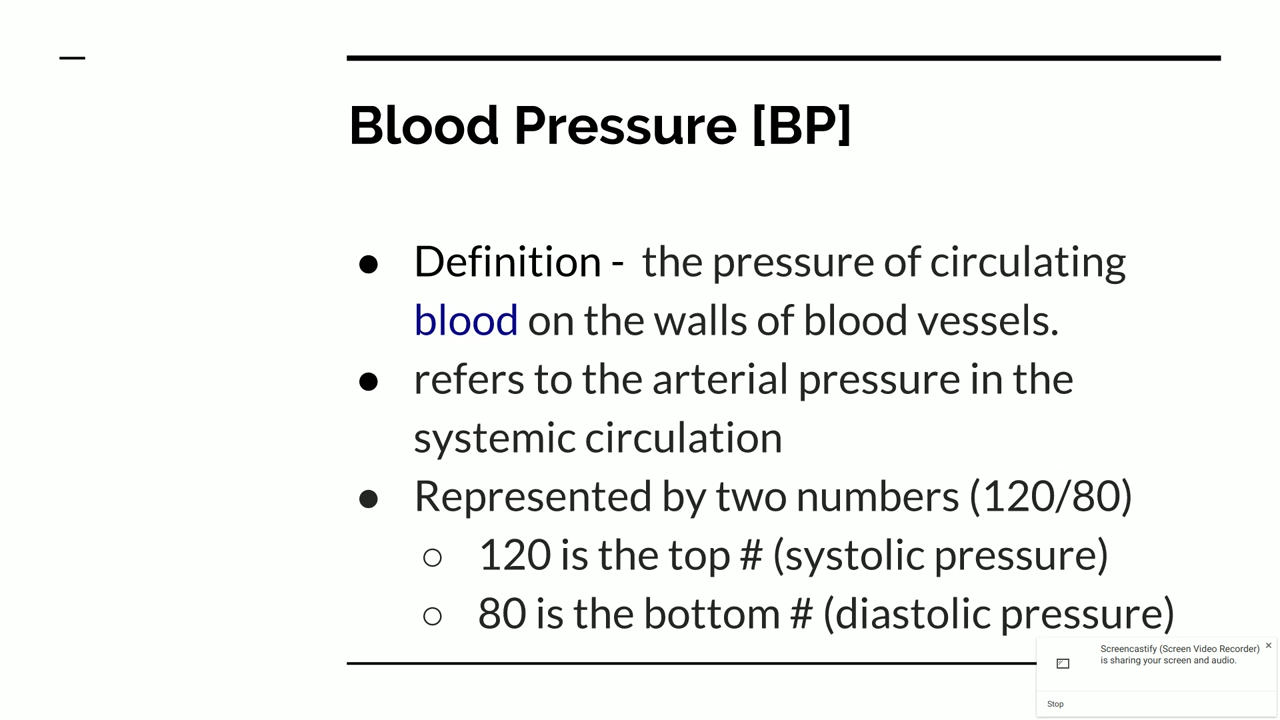 Blood Pressure [BP]
● Definition - the pressure of circulating
blood on the walls of blood vessels.
● refers to the arterial pressure in the
systemic circulation
● Represented by two numbers (120/80)
○ 120 is the top # (systolic pressure)
○ 80 is the bottom # (diastolic pressure)
Screencastify (Screen Video Recorder)
is sharing your screen and audio.
Stop